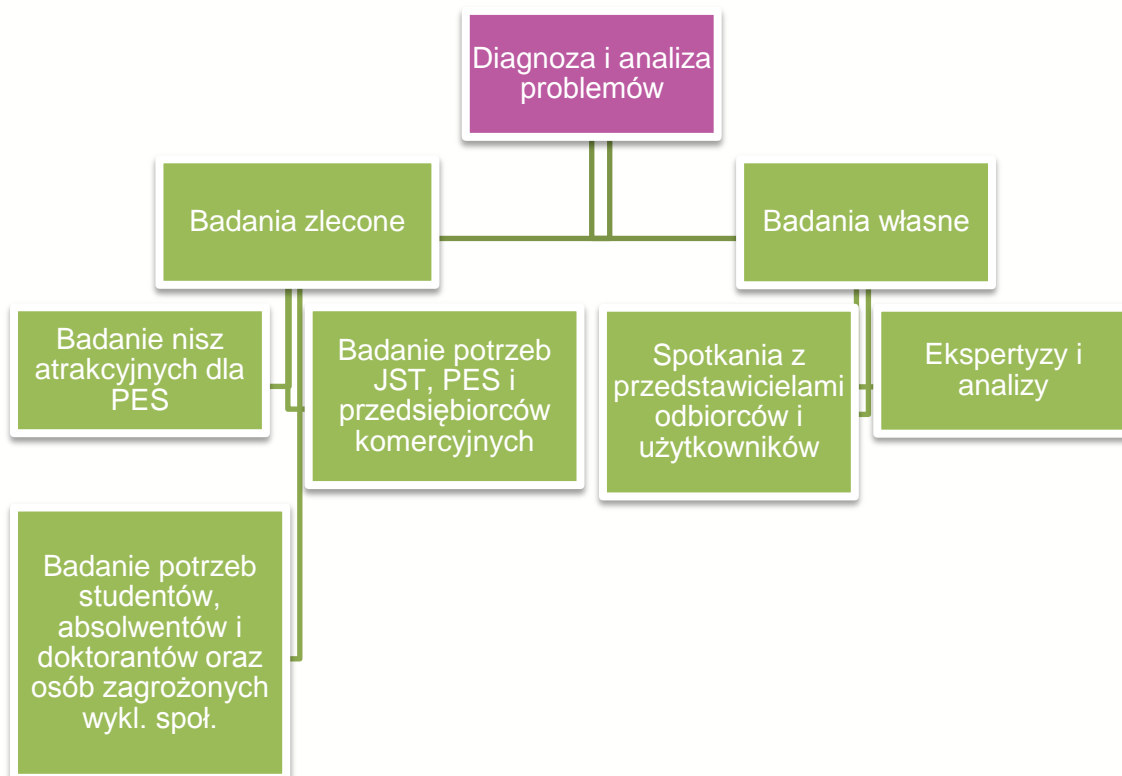 Diagnoza i analiza
problemów
Badania zlecone
Badania własne
Badanie nisz
atrakcyjnych dla
PES
Badanie potrzeb
JST, PES i
przedsiębiorców
komercyjnych
Spotkania z
przedstawicielami
odbiorców i
użytkowników
Ekspertyzy i
analizy
Badanie potrzeb
studentów,
absolwentów i
doktorantów oraz
osób zagrożonych
wykl. społ.